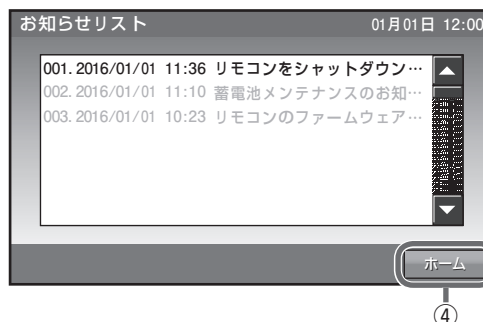 お知らせリスト 01月01日 12:00
001. 2016/01/01 11:36 リモコンをシャットダウン…
002. 2016/01/01 11:10 蓄電池メンテナンスのお知…
003. 2016/01/01 10:23 リモコンのファームウェア…
ホーム
④